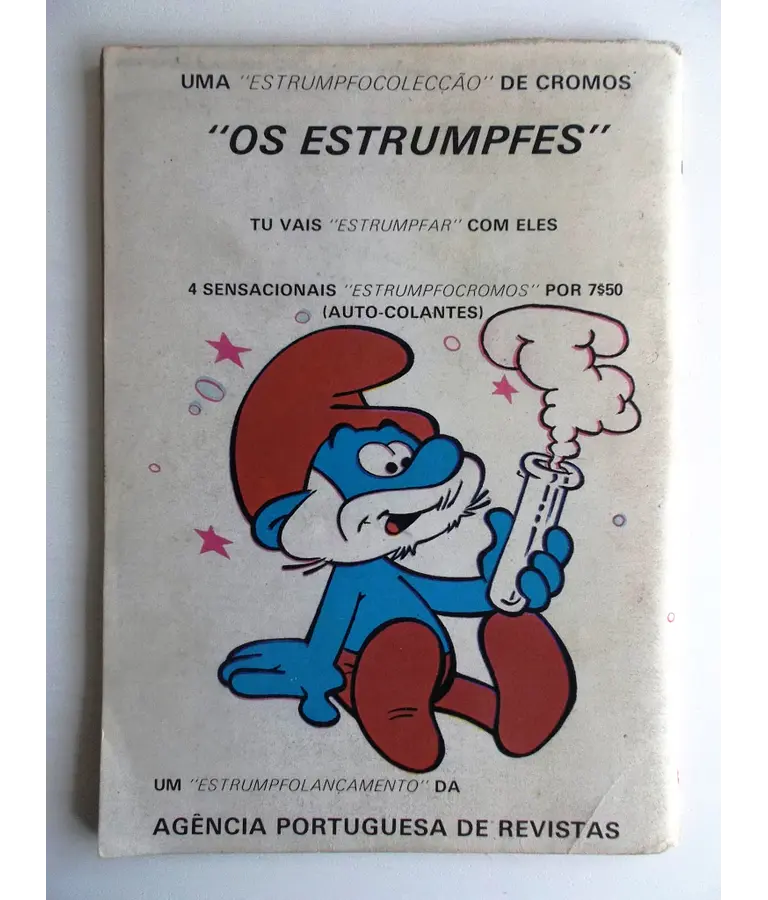 UMA "ESTRUMPFOCOLECÇÃO" DE CROMOS
"OS ESTRUMPFES"
TU VAIS "ESTRUMPFAR" COM ELES
4 SENSACIONAIS "ESTRUMPFOCROMOS" POR 7$50
(AUTO-COLANTES)
UM "ESTRUMPFOLANÇAMENTO" DA
AGÊNCIA PORTUGUESA DE REVISTAS